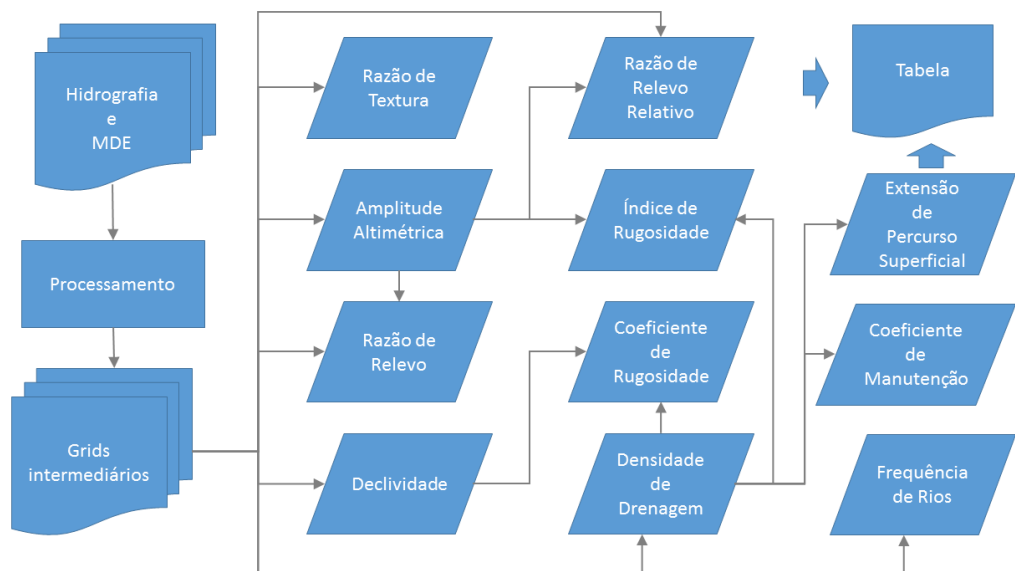 Hidrografia
e
MDE
Processamento
Grids
intermediários
Razão de
Textura
Amplitude
Altimétrica
Razão de
Relevo
Declividade
Razão de
Relevo
Relativo
Índice de
Rugosidade
Coeficiente
de
Rugosidade
Densidade
de
Drenagem
Tabela
Extensão
de
Percurso
Superficial
Coeficiente
de
Manutenção
Frequência
de Rios